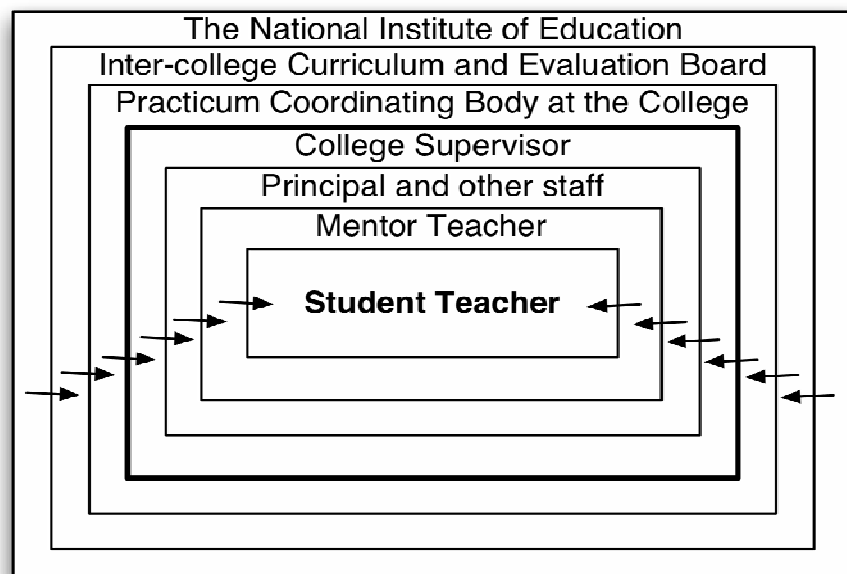 The National Institute of Education
Inter-college Curriculum and Evaluation Board
Practicum Coordinating Body at the College
College Supervisor
Principal and other staff
Mentor Teacher
Student Teacher